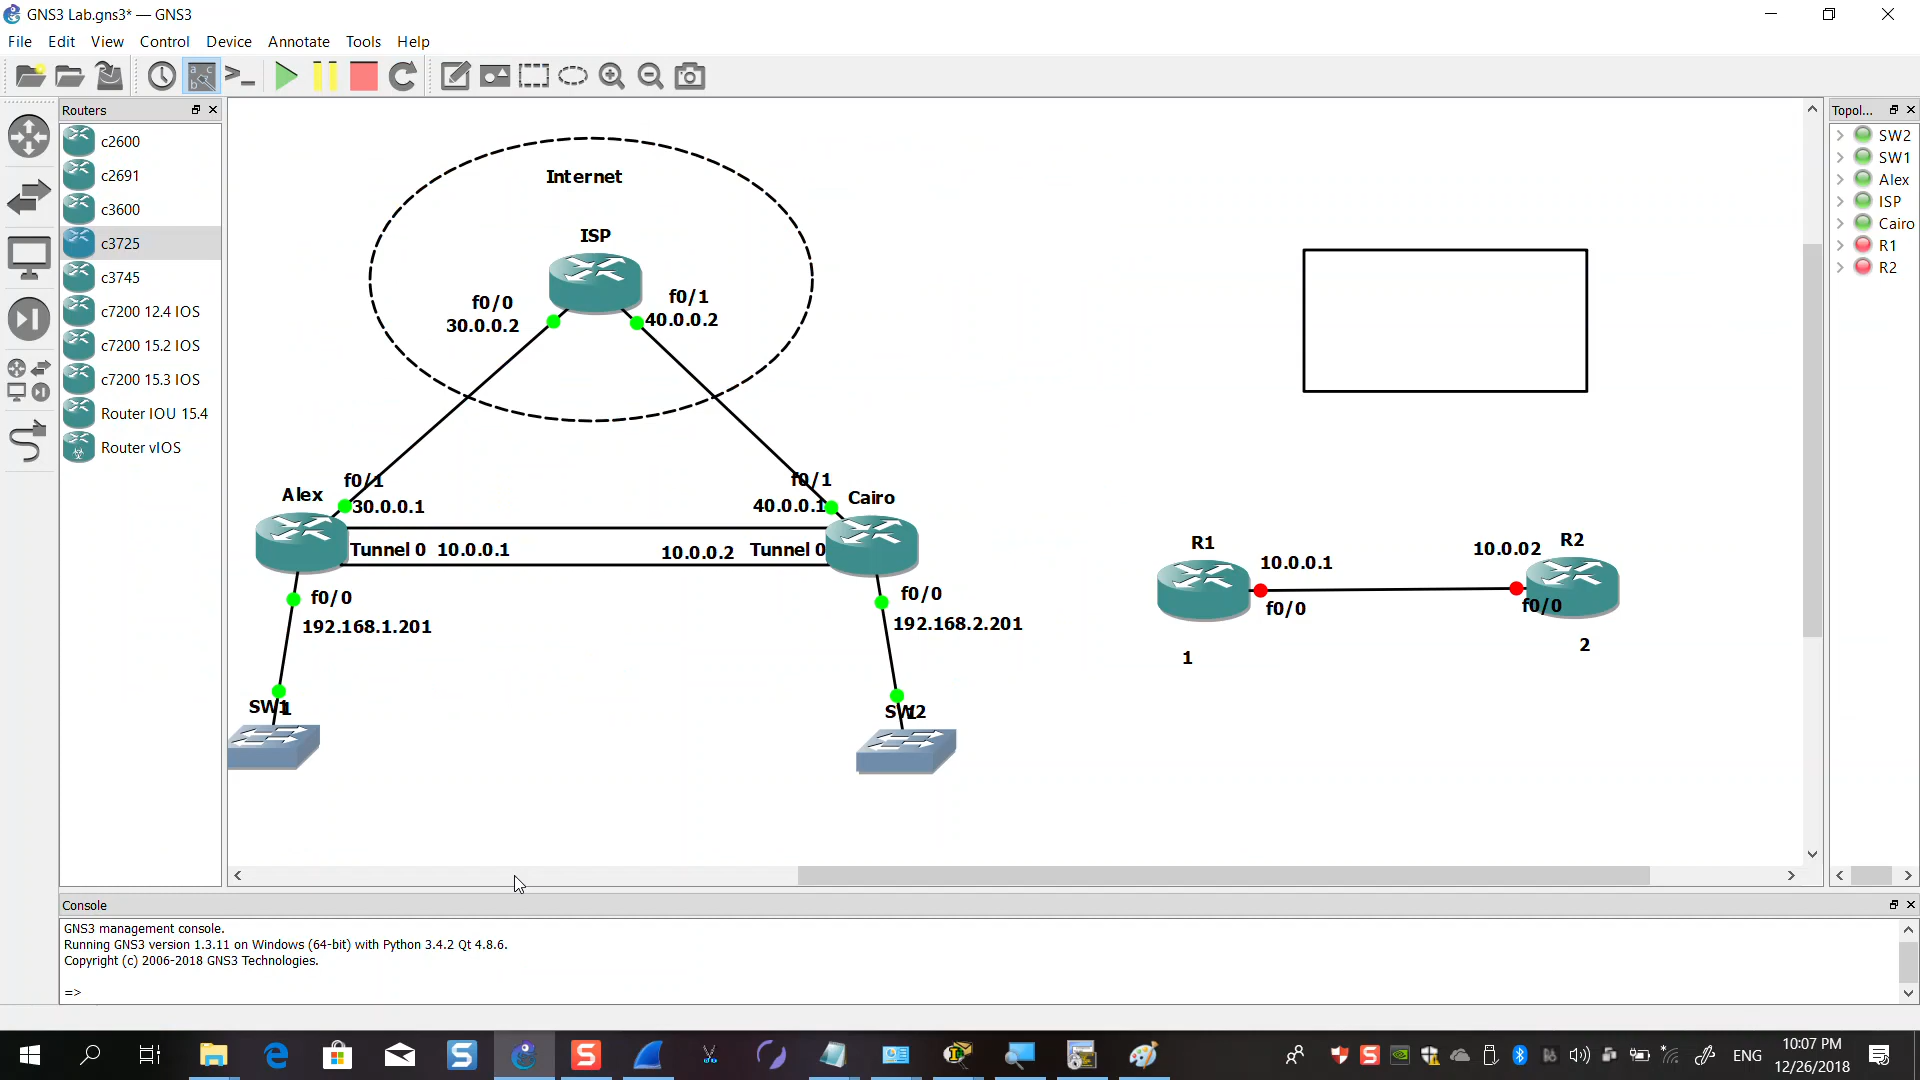 GNS3 Lab.gns3* — GNS3
File Edit View Control Device Annotate Tools Help
Routers
c2600
c2691
c3600
c3725
c3745
c7200 12.4 IOS
c7200 15.2 IOS
c7200 15.3 IOS
Router IOU 15.4
Router vIOS
Internet
ISP
f0/0
30.0.0.2
f0/1
40.0.0.2
Alex
f0/1
30.0.0.1
f0/1
40.0.0.1
Cairo
Tunnel 0 10.0.0.1
10.0.0.2 Tunnel 0
f0/0
192.168.1.201
f0/0
192.168.2.201
SW1
1
SW2
1
R1
10.0.0.1
f0/0
1
10.0.02
R2
f0/0
2
Topol...
SW2
SW1
Alex
ISP
Cairo
R1
R2
Console
GNS3 management console.
Running GNS3 version 1.3.11 on Windows (64-bit) with Python 3.4.2 Qt 4.8.6.
Copyright (c) 2006-2018 GNS3 Technologies.
=>
ENG
10:07 PM
12/26/2018